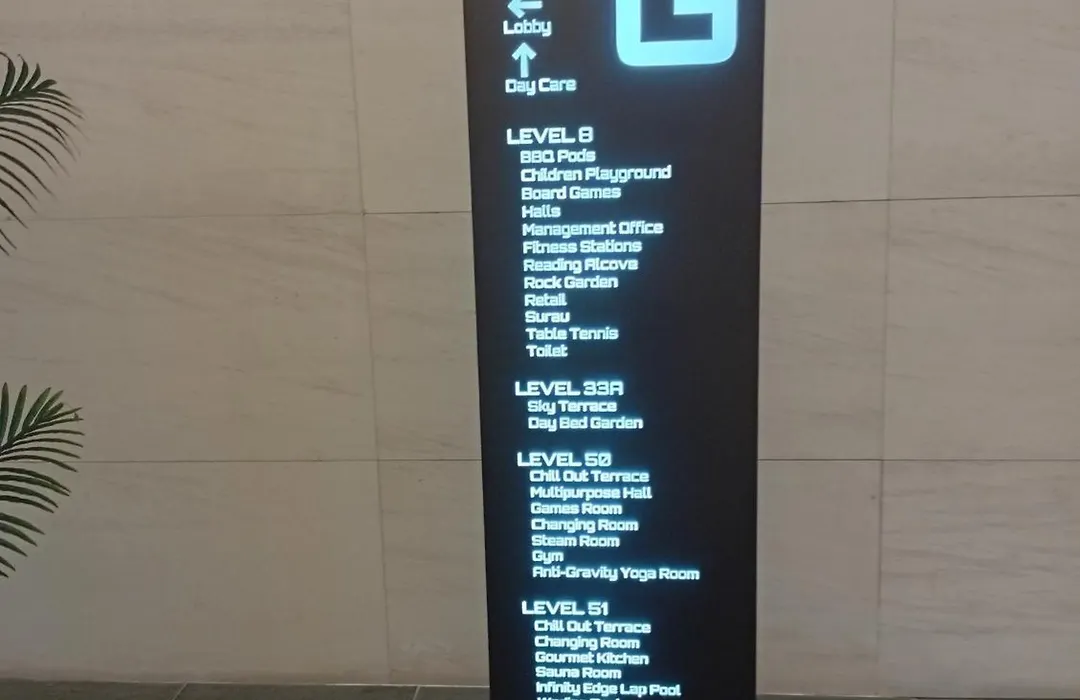 ←
Lobby
↑
Day Care
G
LEVEL 8
BBQ Pods
Children Playground
Board Games
Halls
Management Office
Fitness Stations
Reading Alcove
Rock Garden
Retail
Surau
Table Tennis
Toilet
LEVEL 33A
Sky Terrace
Day Bed Garden
LEVEL 50
Chill Out Terrace
Multipurpose Hall
Games Room
Changing Room
Steam Room
Gym
Anti-Gravity Yoga Room
LEVEL 51
Chill Out Terrace
Changing Room
Gourmet Kitchen
Sauna Room
Infinity Edge Lap Pool